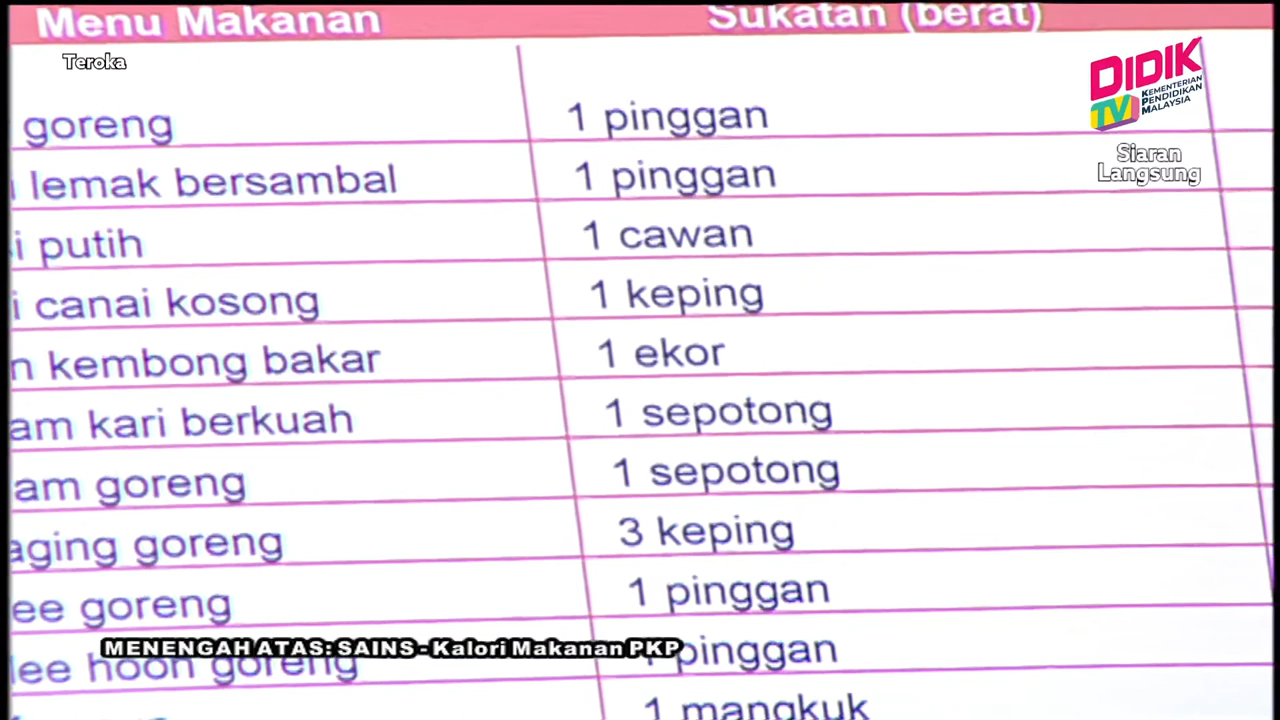 Menu Makanan Sukatan (berat)
Teroka
DIDIK
TV KEMENTERIAN PENDIDIKAN MALAYSIA
Siaran
Langsung
goreng 1 pinggan
lemak bersambal 1 pinggan
i putih 1 cawan
i canai kosong 1 keping
n kembong bakar 1 ekor
am kari berkuah 1 sepotong
am goreng 1 sepotong
aging goreng 3 keping
ee goreng 1 pinggan
MENENGAH ATAS: SAINS - Kalori Makanan PKP
ee hoon goreng 1 pinggan
1 mangkuk